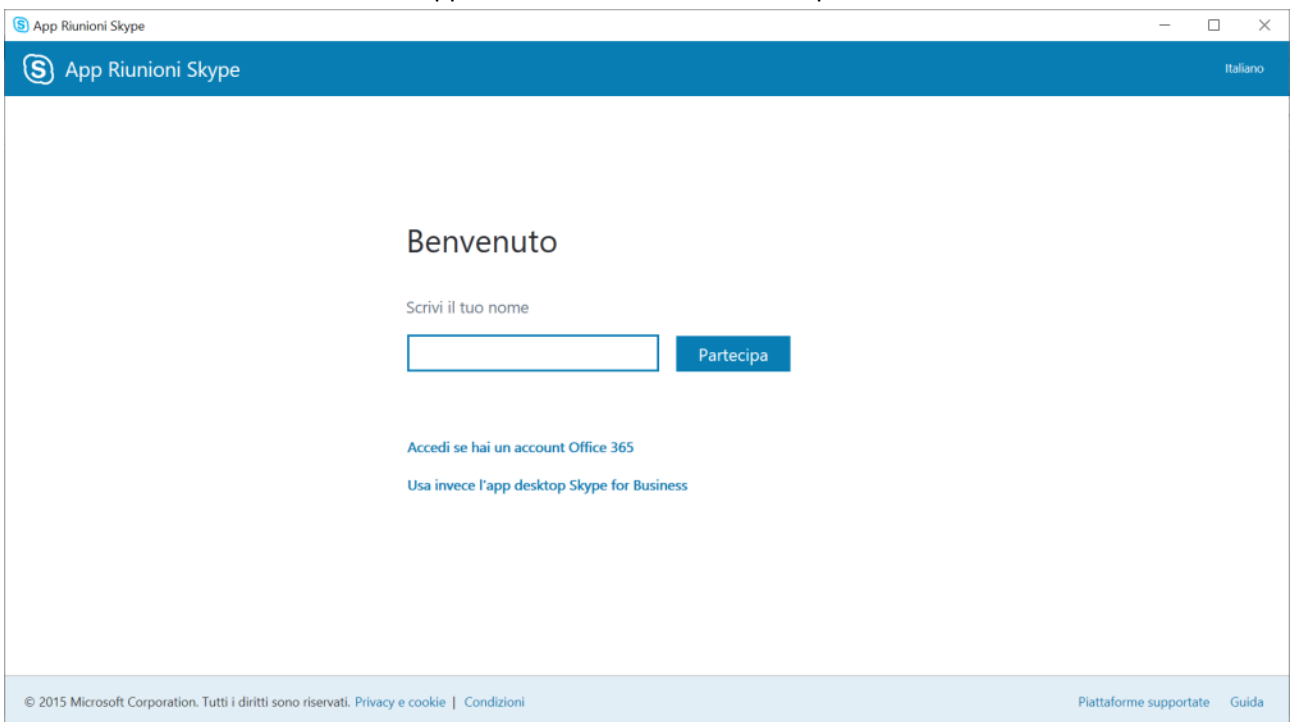 App Riunioni Skype
App Riunioni Skype
Italiano
Benvenuto
Scrivi il tuo nome
Partecipa
Accedi se hai un account Office 365
Usa invece l'app desktop Skype for Business
© 2015 Microsoft Corporation. Tutti i diritti sono riservati. Privacy e cookie | Condizioni
Piattaforme supportate Guida